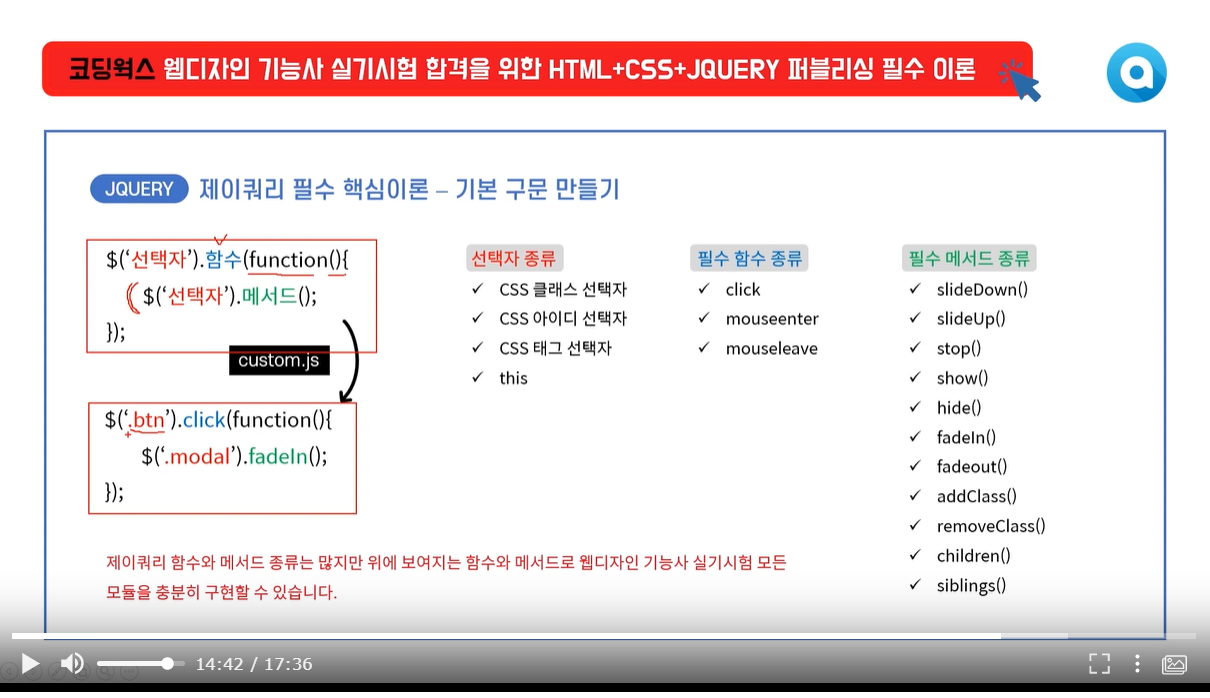 코딩웍스 웹디자인 기능사 실기시험 합격을 위한 HTML+CSS+JQUERY 퍼블리싱 필수 이론
JQUERY 제이쿼리 필수 핵심이론 – 기본 구문 만들기
$(‘선택자’).함수(function(){
$(‘선택자’).메서드();
});
custom.js
$(‘.btn’).click(function(){
$(‘.modal’).fadeIn();
});
선택자 종류
✓ CSS 클래스 선택자
✓ CSS 아이디 선택자
✓ CSS 태그 선택자
✓ this
필수 함수 종류
✓ click
✓ mouseenter
✓ mouseleave
필수 메서드 종류
✓ slideDown()
✓ slideUp()
✓ stop()
✓ show()
✓ hide()
✓ fadeIn()
✓ fadeout()
✓ addClass()
✓ removeClass()
✓ children()
✓ siblings()
제이쿼리 함수와 메서드 종류는 많지만 위에 보여지는 함수와 메서드로 웹디자인 기능사 실기시험 모든
모듈을 충분히 구현할 수 있습니다.
14:42 / 17:36